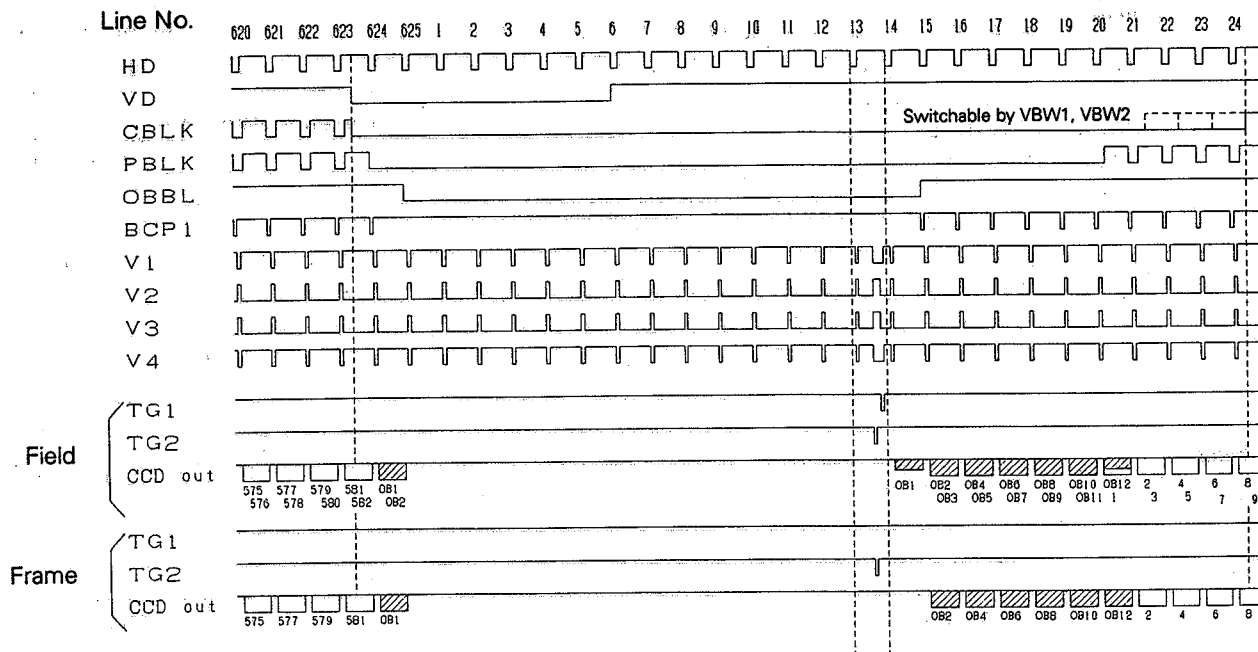 Line No.
620 621 622 623 624 625 1 2 3 4 5 6 7 8 9 10 11 12 13 14 15 16 17 18 19 20 21 22 23 24
HD
VD
CBLK
Switchable by VBW1, VBW2
PBLK
OBBL
BCP1
V1
V2
V3
V4
Field
TG1
TG2
CCD out
575 577 579 581 OB1 OB1 OB2 OB4 OB6 OB8 OB10 OB12 2 4 6 8
576 578 580 582 OB2 OB3 OB5 OB7 OB9 OB11 1 3 5 7 9
Frame
TG1
TG2
CCD out
575 577 579 581 OB1 OB2 OB4 OB6 OB8 OB10 OB12 2 4 6 8